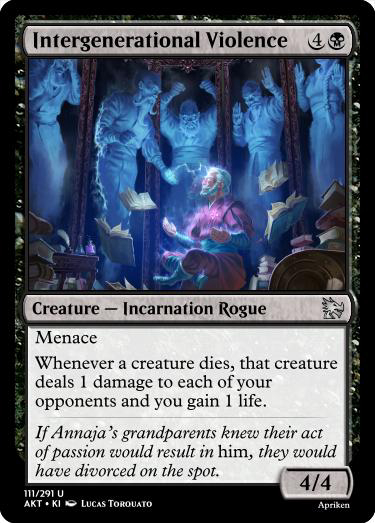 Intergenerational Violence 4
Creature — Incarnation Rogue
Menace
Whenever a creature dies, that creature
deals 1 damage to each of your
opponents and you gain 1 life.
If Annaja's grandparents knew their act
of passion would result in him, they would
have divorced on the spot.
4/4
111/291 U
AKT • KI Lucas Torquato
Apriken